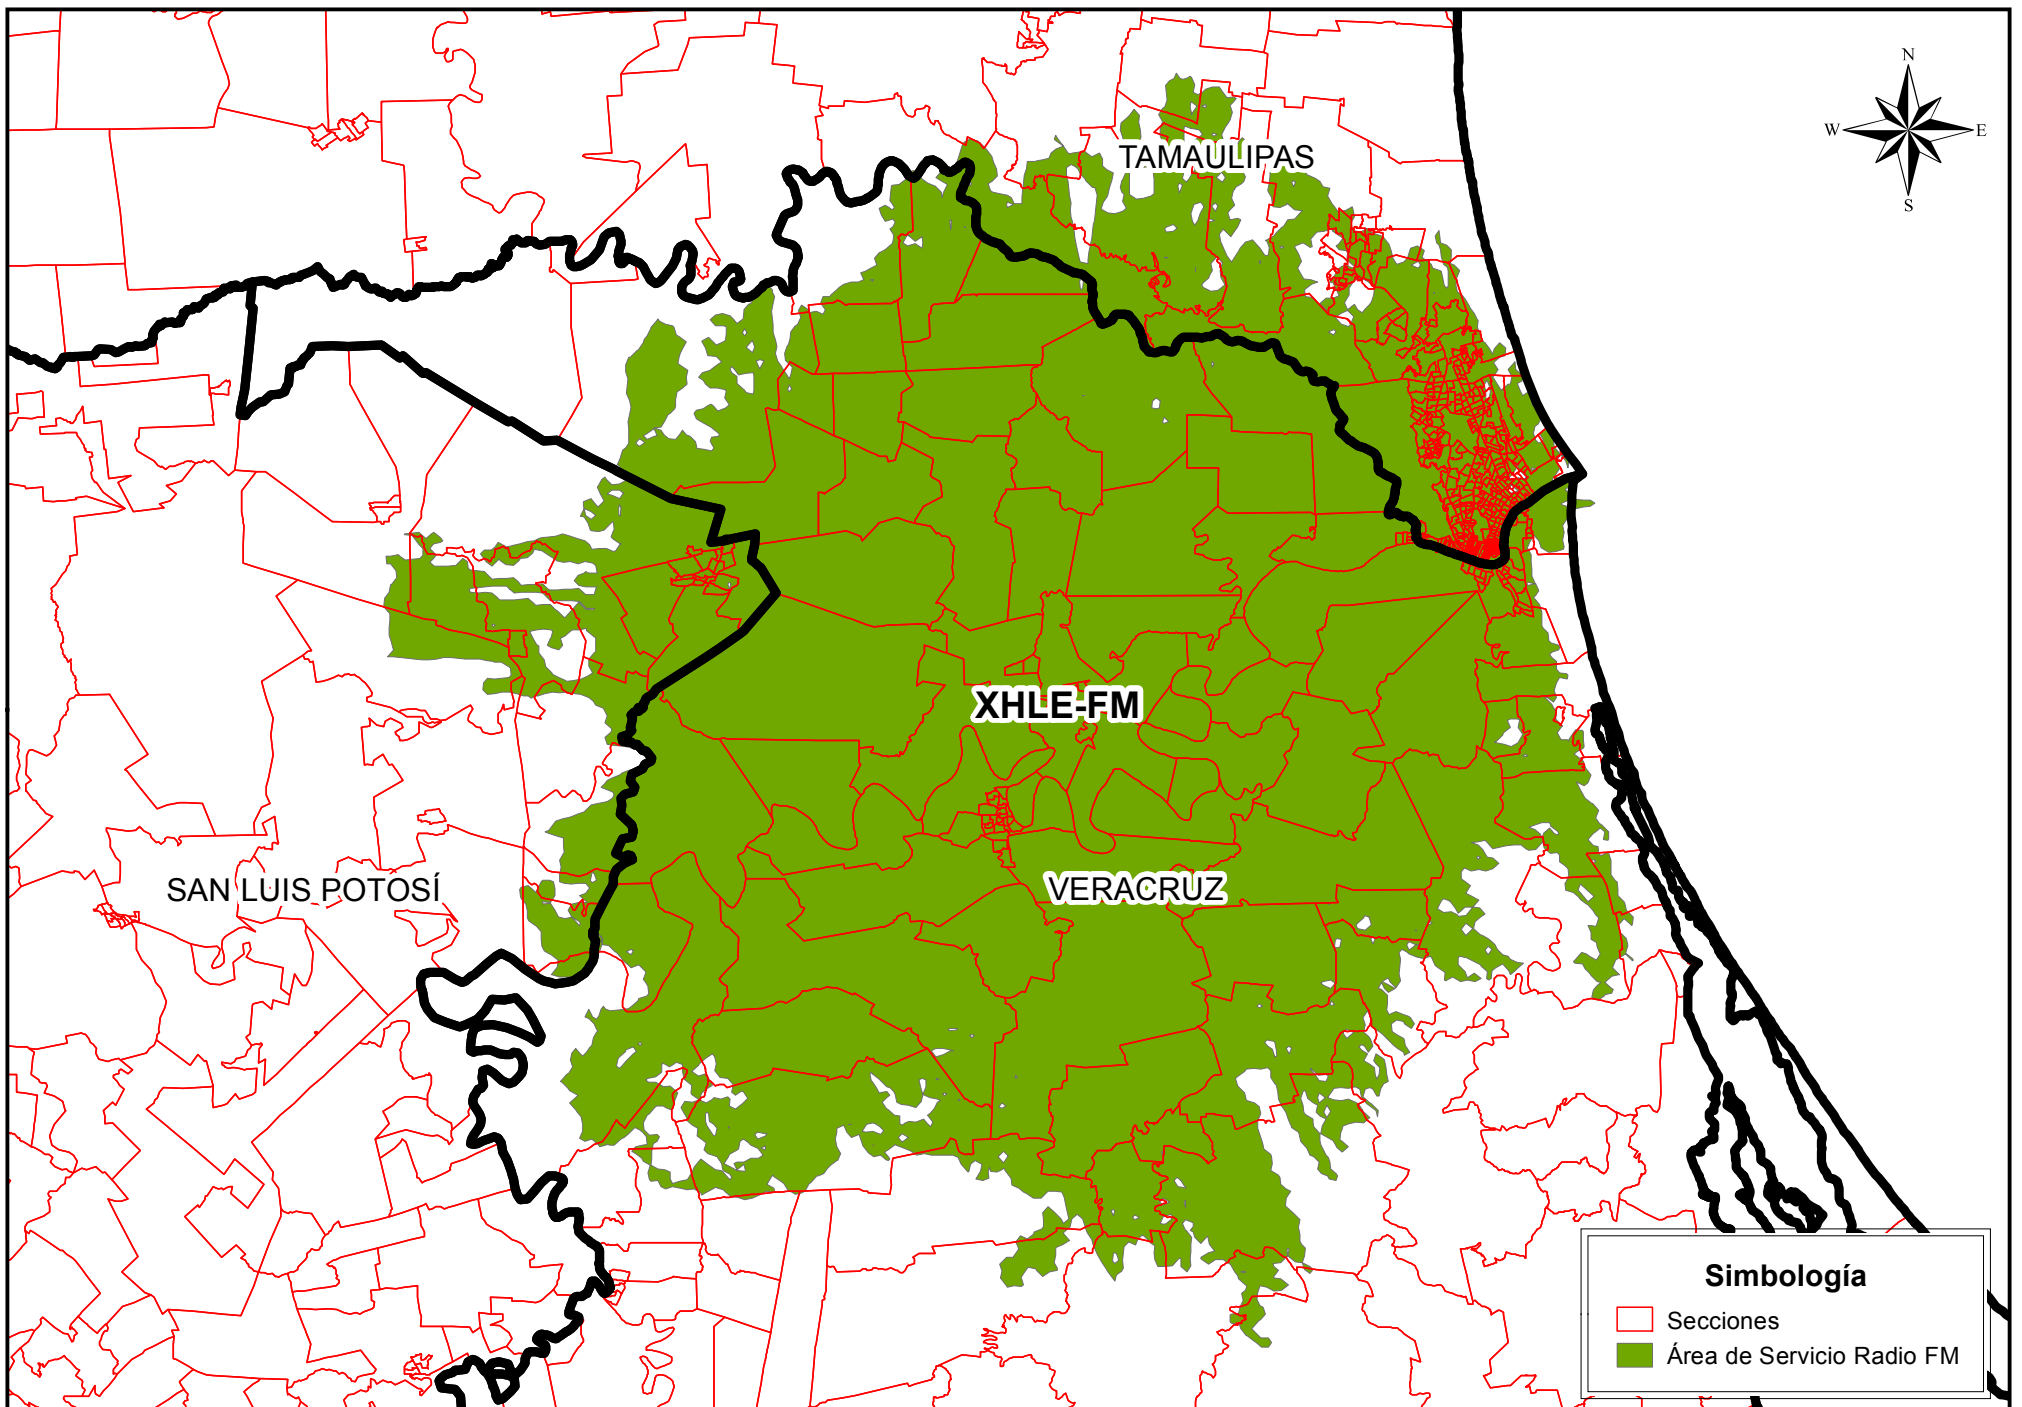 N
W E
S
TAMAULIPAS
XHLE-FM
SAN LUIS POTOSÍ
VERACRUZ
Simbología
Secciones
Área de Servicio Radio FM